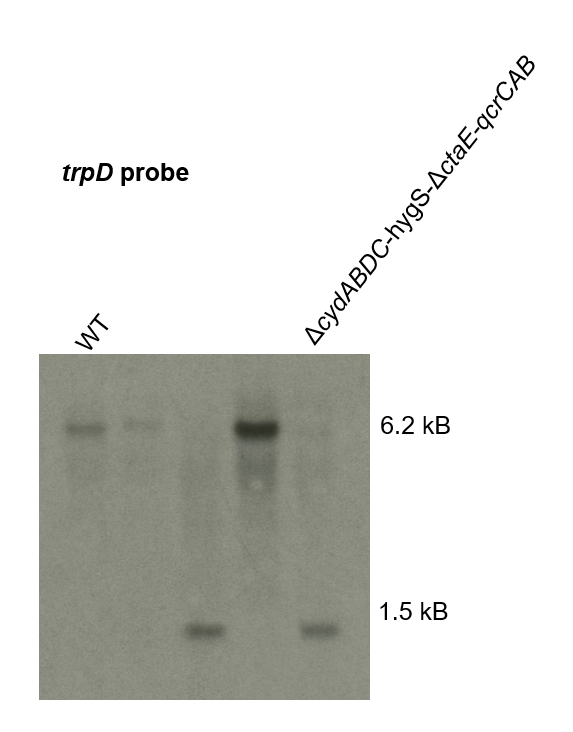 trpD probe
WT
ΔcydABDC-hygS-ΔctaE-qcrCAB
6.2 kB
1.5 kB